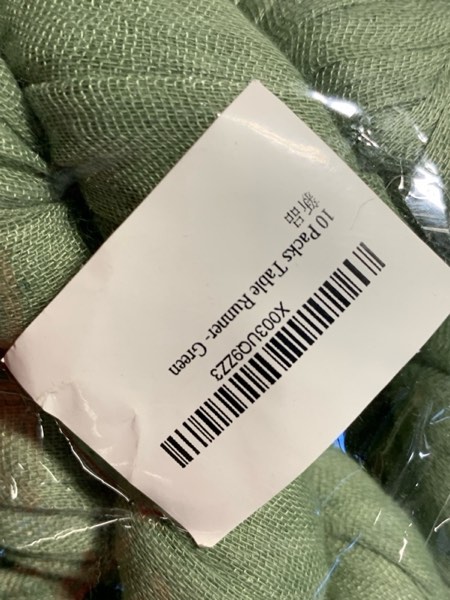 X003UQ9ZZ3
10 Packs Table Runner- Green
新品